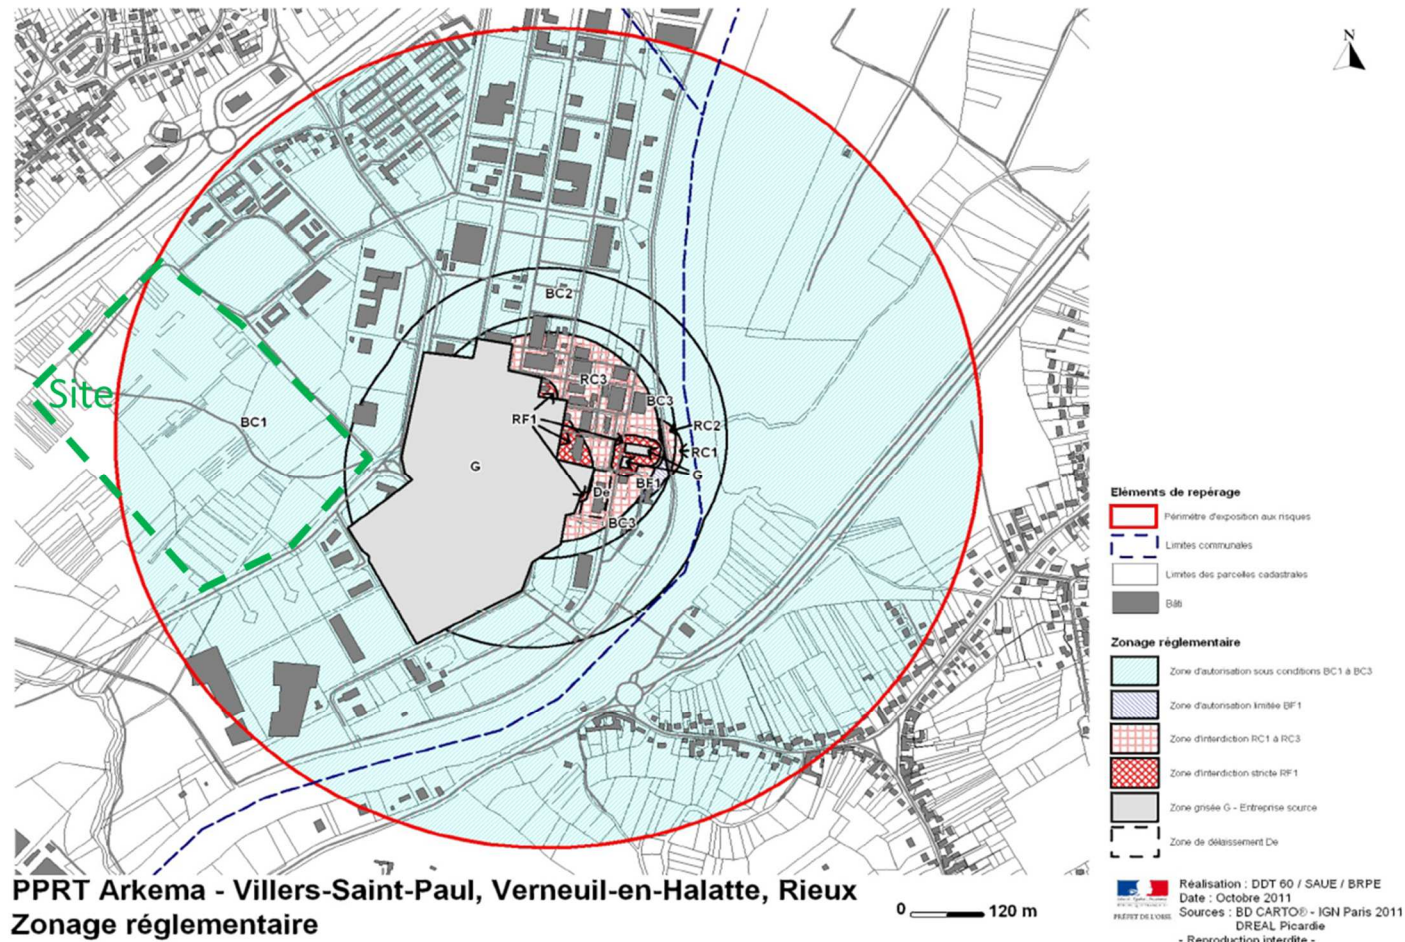 N
BC2
RC3
BC3
RF1
RC2
RC1
G
G
De
BF1
BC3
Site
BC1
Eléments de repérage
Périmètre d'exposition aux risques
Limites communales
Limites des parcelles cadastrales
Bâti
Zonage réglementaire
Zone d'autorisation sous conditions BC1 à BC3
Zone d'autorisation limitée BF1
Zone d'interdiction RC1 à RC3
Zone d'interdiction stricte RF1
Zone grisée G - Entreprise source
Zone de délaissement De
PPRT Arkema - Villers-Saint-Paul, Verneuil-en-Halatte, Rieux
Zonage réglementaire
0 120 m
PRÉFET DE L'OISE
Réalisation : DDT 60 / SAUE / BRPE
Date : Octobre 2011
Sources : BD CARTO® - IGN Paris 2011
DREAL Picardie
- Reproduction interdite -